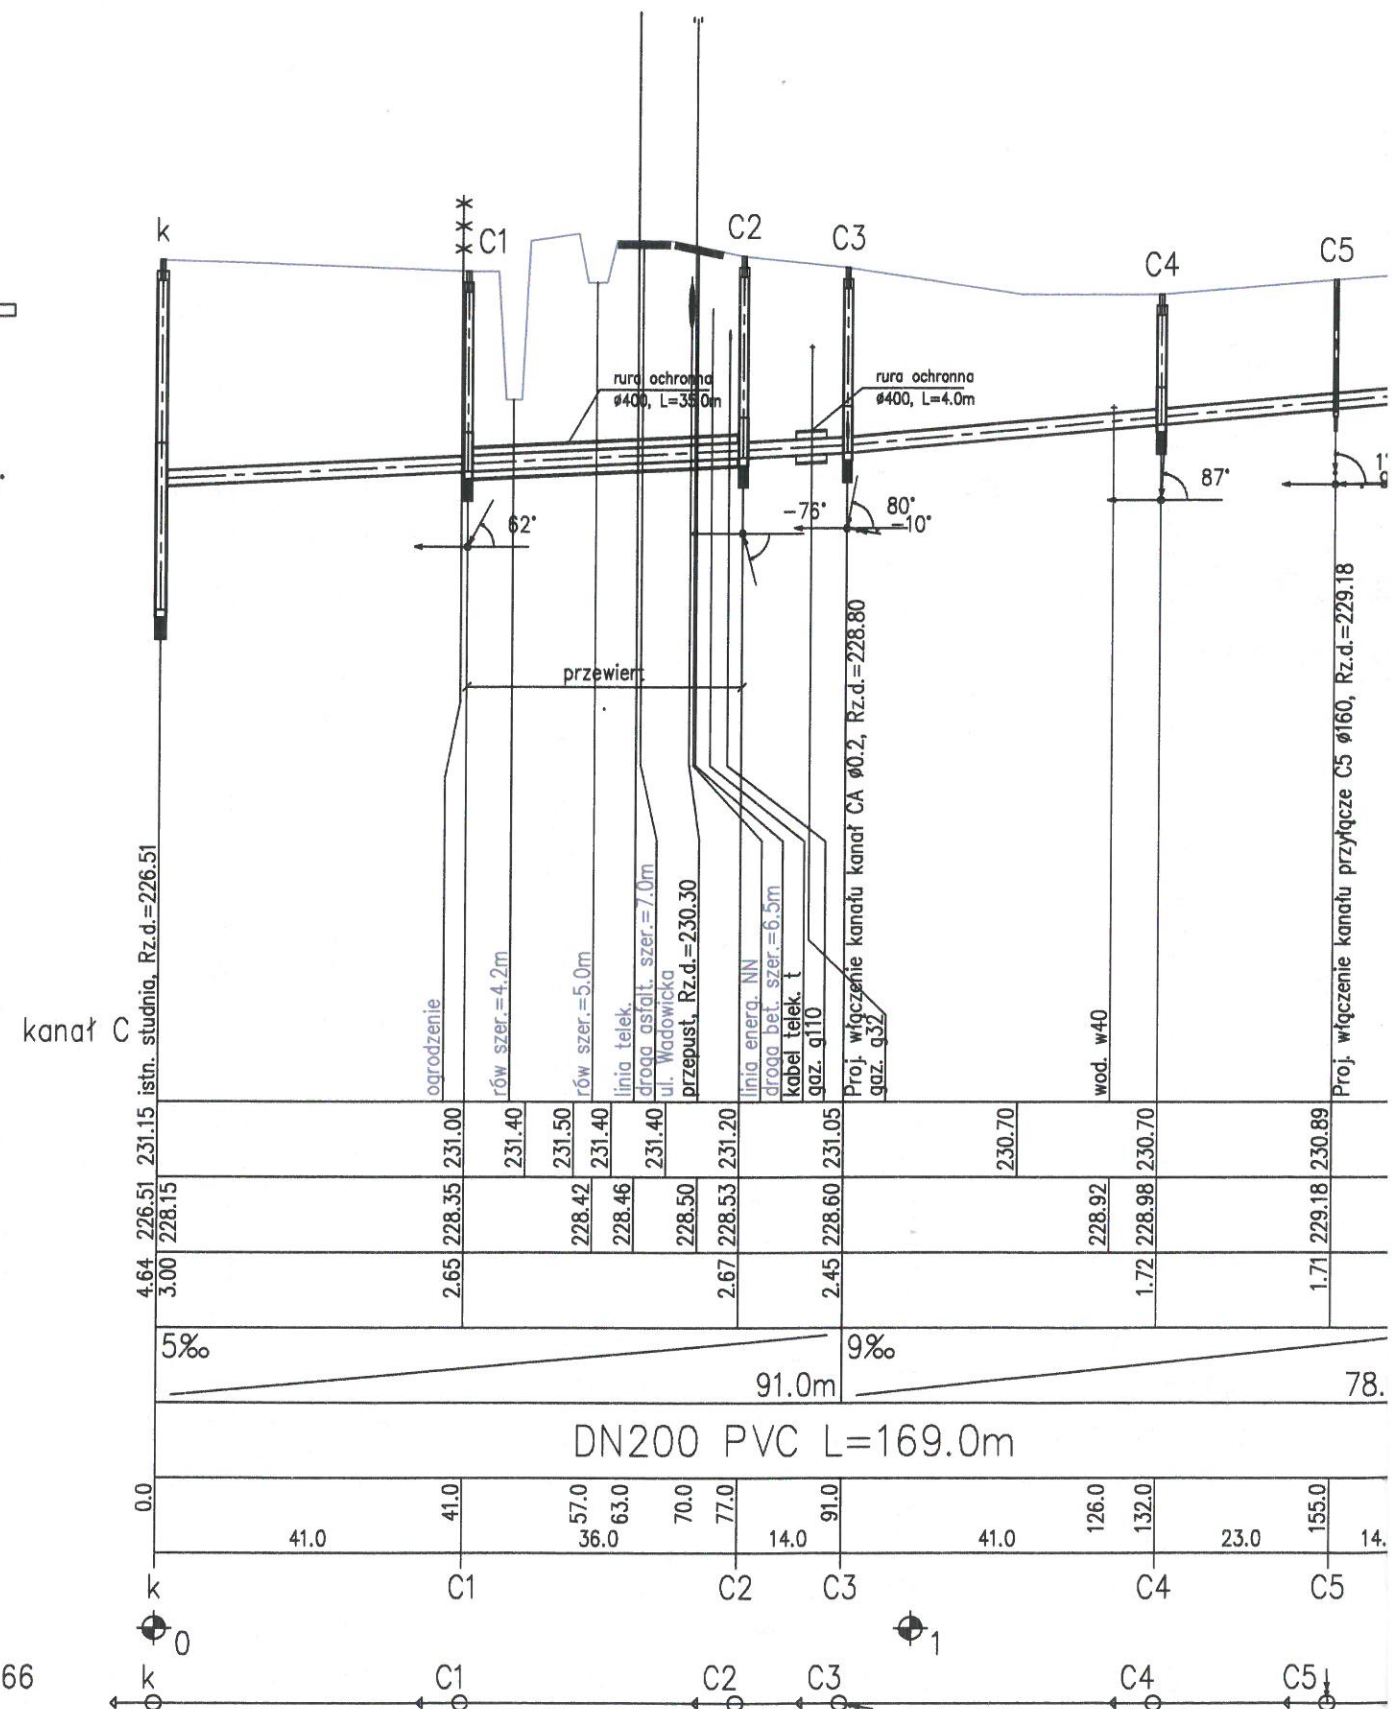 k
C1
C2
C3
C4
C5
rura ochronna
ø400, L=35.0m
rura ochronna
ø400, L=4.0m
62°
-76°
80°
-10°
87°
przewiert
kanał C
istn. studnia, Rz.d.=226.51
ogrodzenie
rów szer.=4.2m
rów szer.=5.0m
linia telek.
droga asfalt. szer.=7.0m
ul. Wadowicka
przepust, Rz.d.=230.30
linia energ. NN
droga bet. szer.=6.5m
kabel telek. t
gaz. g110
Proj. włączenie kanału kanał CA ø0.2, Rz.d.=228.80
gaz. g32
wod. w40
Proj. włączenie kanału przyłącze C5 ø160, Rz.d.=229.18
231.15 231.00 231.40 231.50 231.40 231.40 231.20 231.05 230.70 230.70 230.89
226.51 228.15 228.35 228.42 228.46 228.50 228.53 228.60 228.92 228.98 229.18
4.64 3.00 2.65 2.67 2.45 1.72 1.71
5‰ 9‰
91.0m 78.
DN200 PVC L=169.0m
0.0 41.0 57.0 63.0 70.0 77.0 91.0 126.0 132.0 155.0
41.0 36.0 14.0 41.0 23.0 14.
k C1 C2 C3 C4 C5
0 1
66 k C1 C2 C3 C4 C5